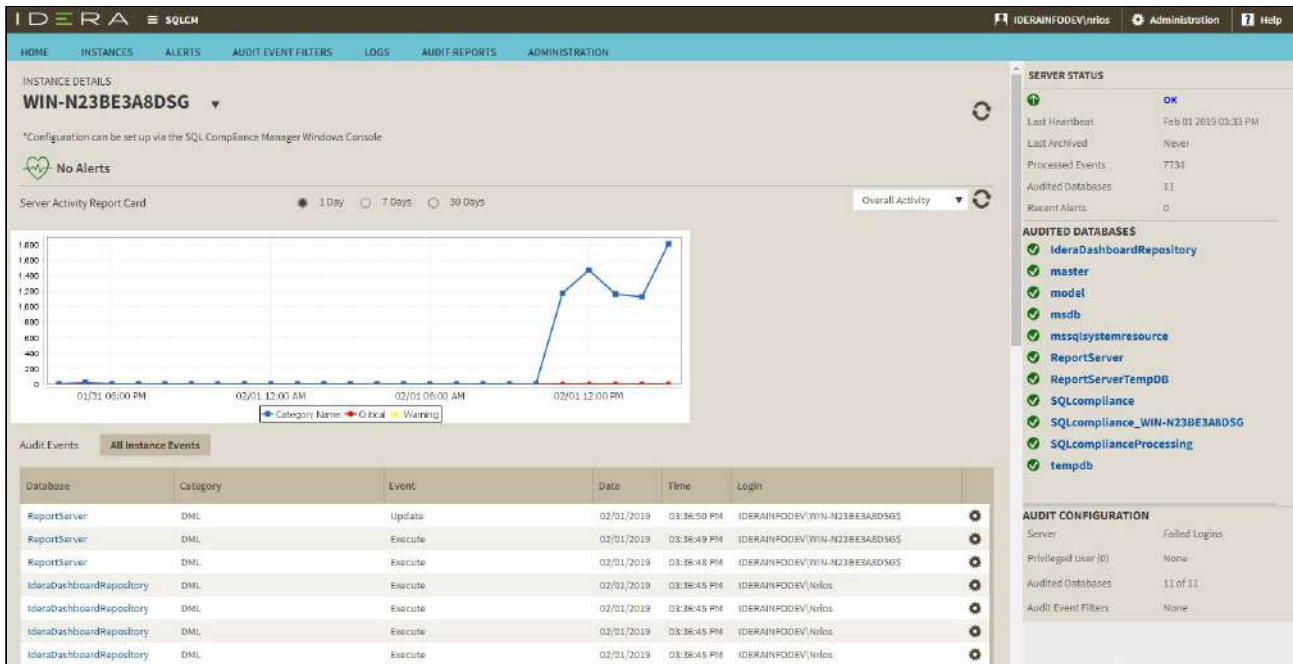 IDERA SQLCM IDERAINFODEV\nrios Administration ? Help
HOME INSTANCES ALERTS AUDIT EVENT FILTERS LOGS AUDIT REPORTS ADMINISTRATION
INSTANCE DETAILS
WIN-N23BE3A8DSG
*Configuration can be set up via the SQL Compliance Manager Windows Console
No Alerts
Server Activity Report Card 1 Day 7 Days 30 Days Overall Activity
1,800
1,600
1,400
1,200
1,000
800
600
400
200
0
01/31 06:00 PM 02/01 12:00 AM 02/01 06:00 AM 02/01 12:00 PM
Category Name Critical Warning
Audit Events All Instance Events
Database Category Event Date Time Login
ReportServer DML Update 02/01/2019 03:36:50 PM IDERAINFODEV\WIN-N23BE3A8DSG$
ReportServer DML Execute 02/01/2019 03:36:49 PM IDERAINFODEV\WIN-N23BE3A8DSG$
ReportServer DML Execute 02/01/2019 03:36:48 PM IDERAINFODEV\WIN-N23BE3A8DSG$
IderaDashboardRepository DML Execute 02/01/2019 03:36:45 PM IDERAINFODEV\Nrios
IderaDashboardRepository DML Execute 02/01/2019 03:36:45 PM IDERAINFODEV\Nrios
IderaDashboardRepository DML Execute 02/01/2019 03:36:45 PM IDERAINFODEV\Nrios
IderaDashboardRepository DML Execute 02/01/2019 03:36:45 PM IDERAINFODEV\Nrios
SERVER STATUS
OK
Last Heartbeat Feb 01 2019 03:33 PM
Last Archived Never
Processed Events 7734
Audited Databases 11
Recent Alerts 0
AUDITED DATABASES
IderaDashboardRepository
master
model
msdb
mssqlsystemresource
ReportServer
ReportServerTempDB
SQLcompliance
SQLcompliance_WIN-N23BE3A8DSG
SQLcomplianceProcessing
tempdb
AUDIT CONFIGURATION
Server Failed Logins
Privileged User (0) None
Audited Databases 11 of 11
Audit Event Filters None